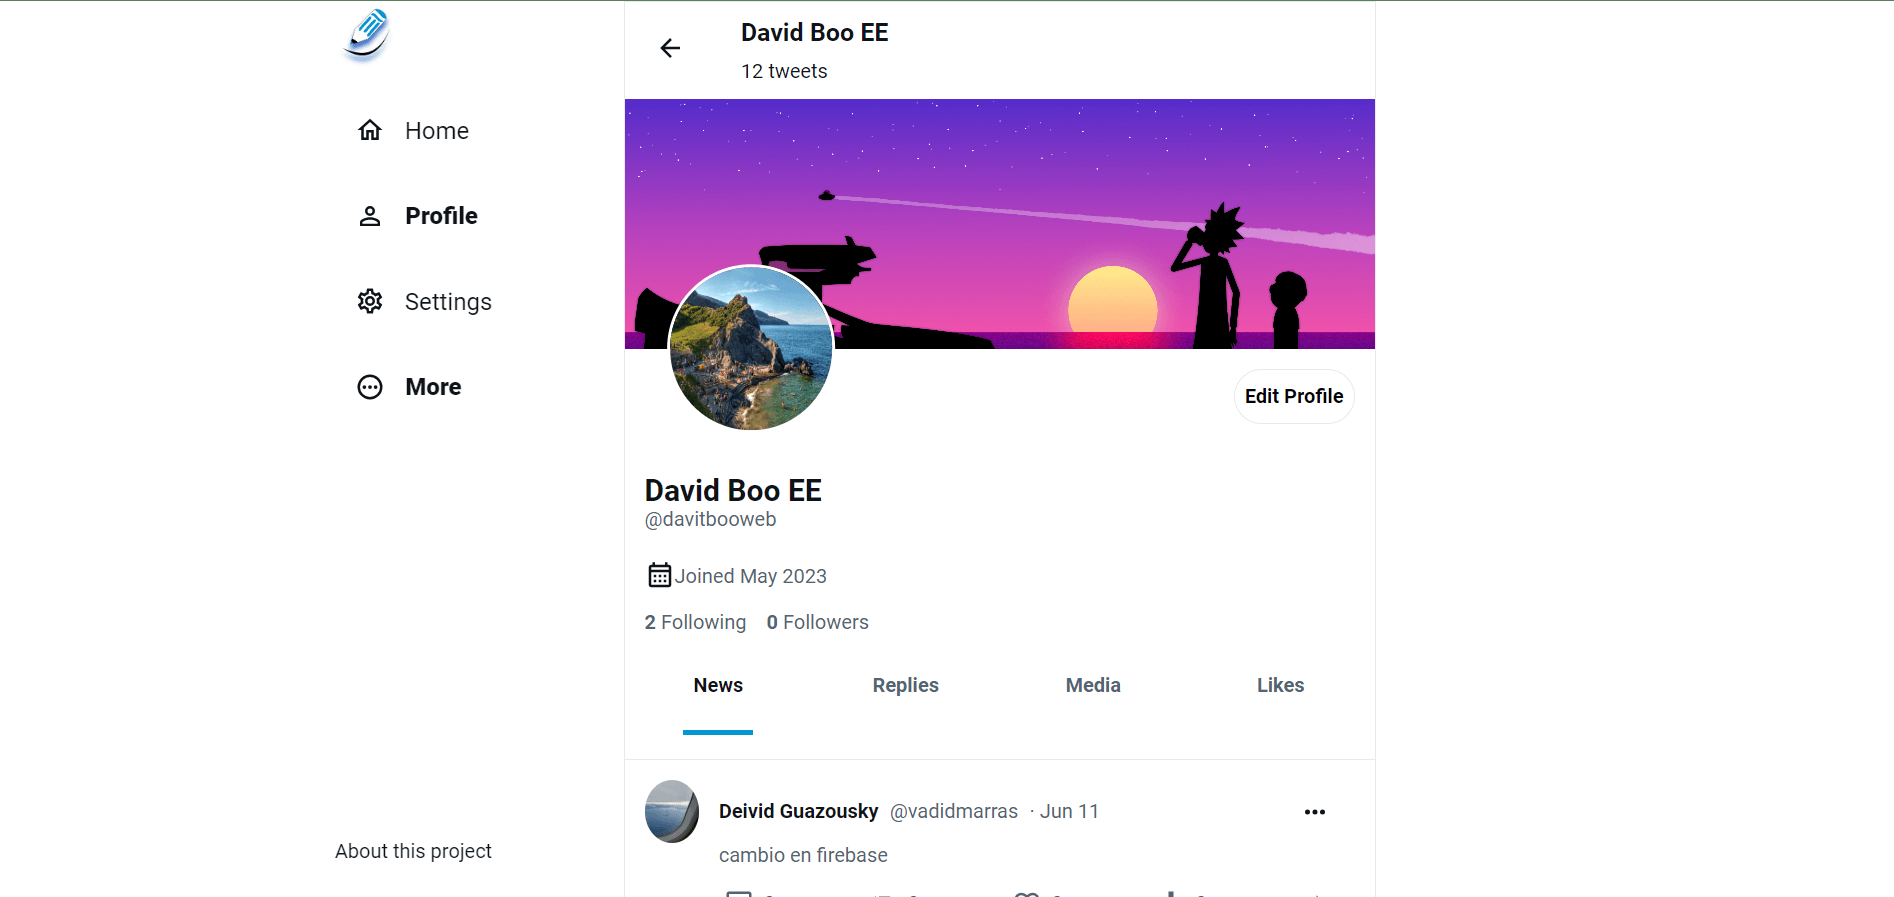 David Boo EE
12 tweets
Home
Profile
Settings
More
Edit Profile
David Boo EE
@davitbooweb
Joined May 2023
2 Following 0 Followers
News Replies Media Likes
Deivid Guazousky @vadidmarras · Jun 11
cambio en firebase
About this project